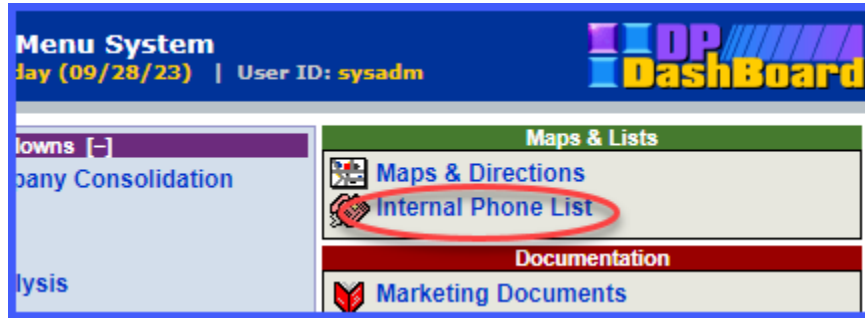 Menu System
day (09/28/23) | User ID: sysadm
DP
DashBoard
downs [–]
pany Consolidation
lysis
Maps & Lists
Maps & Directions
Internal Phone List
Documentation
Marketing Documents